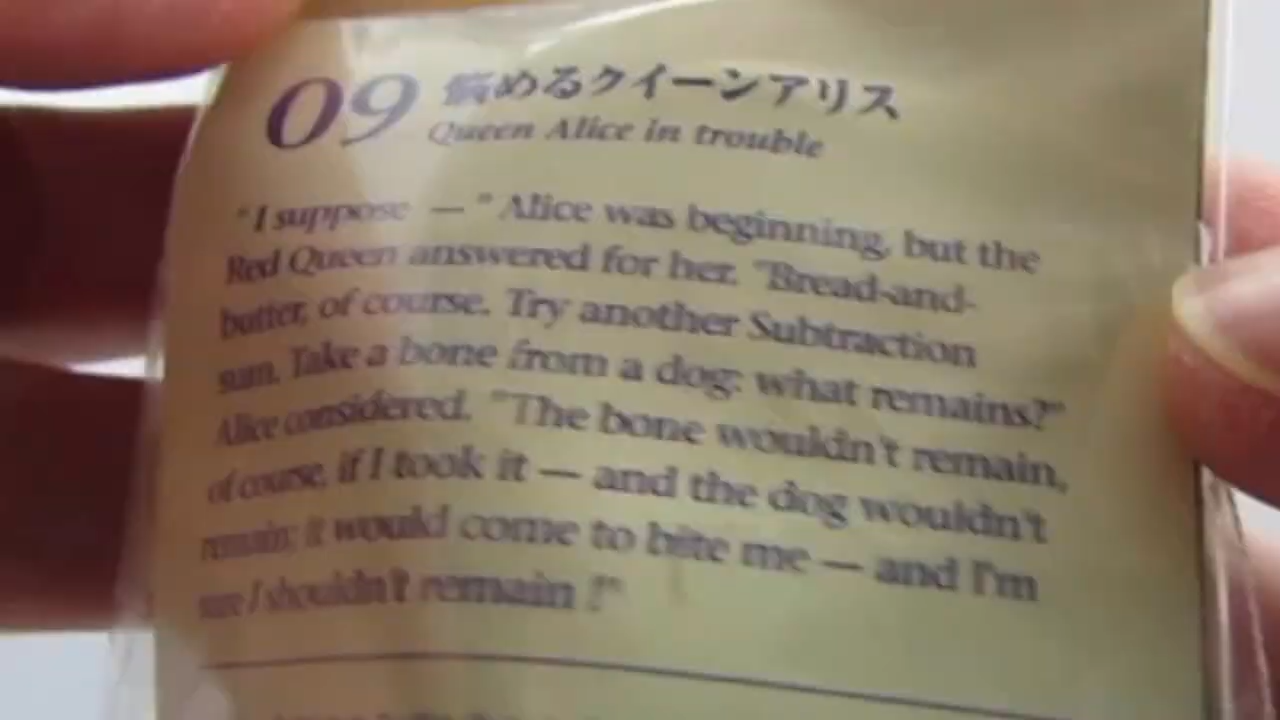 09 悩めるクイーンアリス
Queen Alice in trouble
"I suppose — " Alice was beginning, but the
Red Queen answered for her. "Bread-and-
butter, of course. Try another Subtraction
sum. Take a bone from a dog: what remains?"
Alice considered. "The bone wouldn't remain,
of course, if I took it — and the dog wouldn't
remain; it would come to bite me — and I'm
sure I shouldn't remain !"